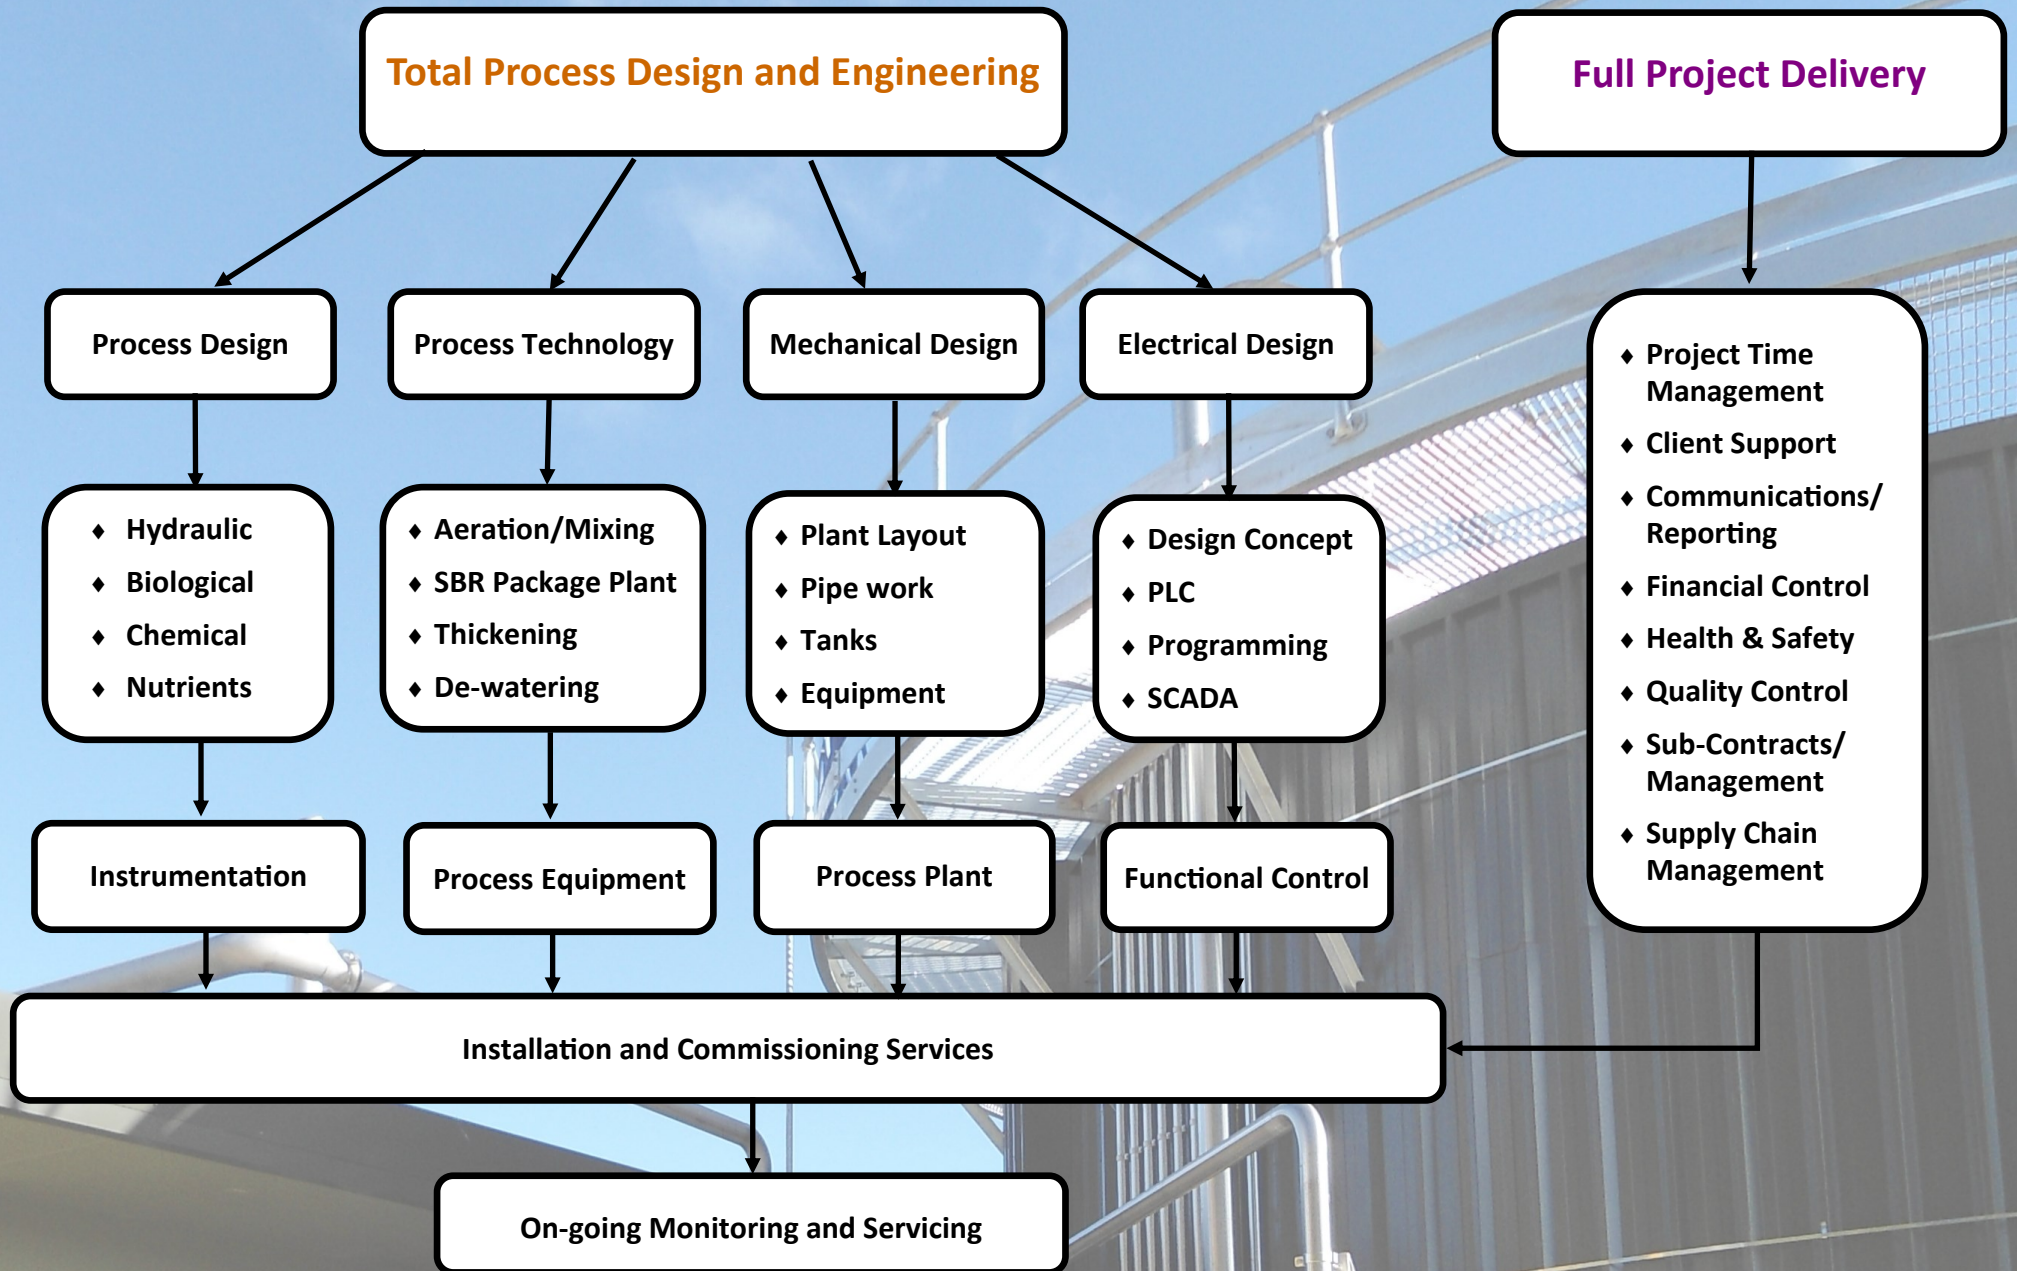 Total Process Design and Engineering
Full Project Delivery
Process Design
Process Technology
Mechanical Design
Electrical Design
♦ Hydraulic
♦ Biological
♦ Chemical
♦ Nutrients
♦ Aeration/Mixing
♦ SBR Package Plant
♦ Thickening
♦ De-watering
♦ Plant Layout
♦ Pipe work
♦ Tanks
♦ Equipment
♦ Design Concept
♦ PLC
♦ Programming
♦ SCADA
♦ Project Time
Management
♦ Client Support
♦ Communications/
Reporting
♦ Financial Control
♦ Health & Safety
♦ Quality Control
♦ Sub-Contracts/
Management
♦ Supply Chain
Management
Instrumentation
Process Equipment
Process Plant
Functional Control
Installation and Commissioning Services
On-going Monitoring and Servicing